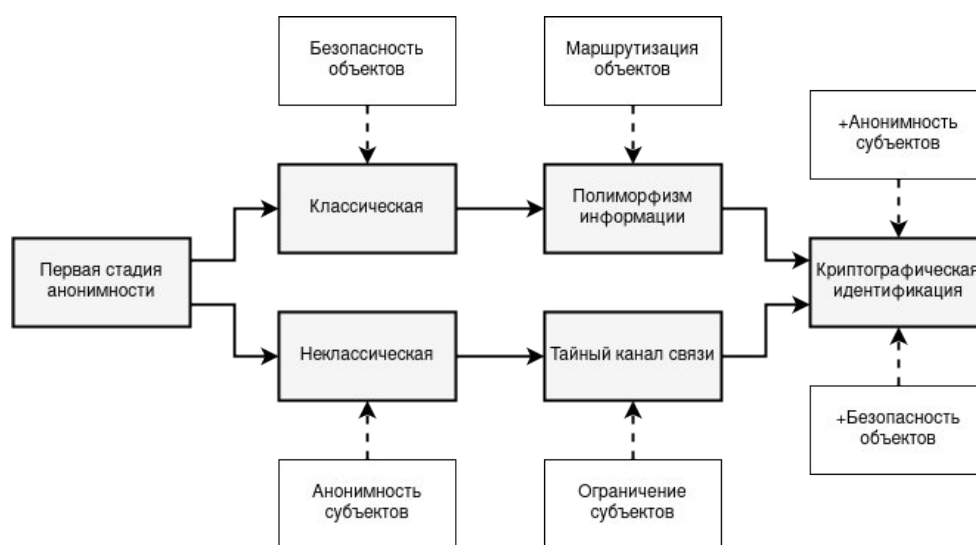 Безопасность
объектов
Маршрутизация
объектов
+Анонимность
субъектов
Классическая
Полиморфизм
информации
Первая стадия
анонимности
Криптографическая
идентификация
Неклассическая
Тайный канал связи
+Безопасность
объектов
Анонимность
субъектов
Ограничение
субъектов